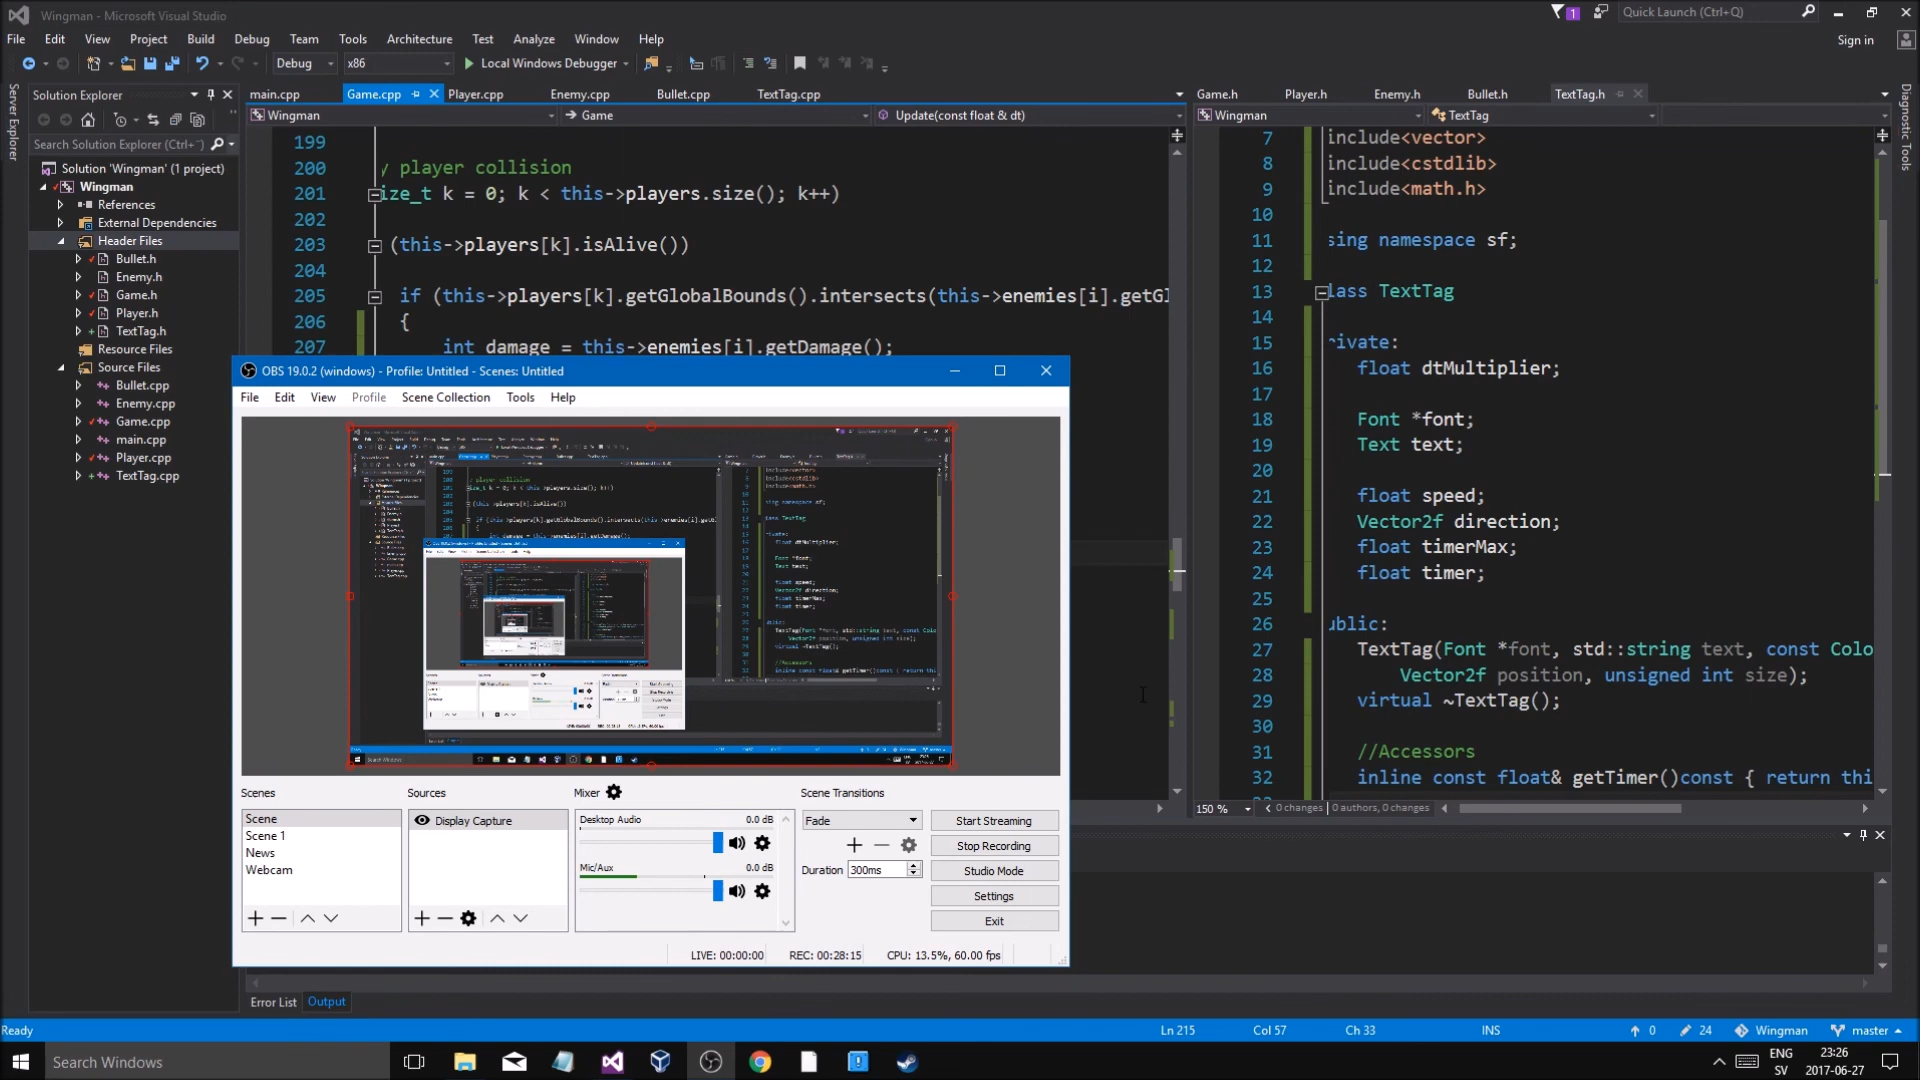 Wingman - Microsoft Visual Studio
1
Quick Launch (Ctrl+Q)
File Edit View Project Build Debug Team Tools Architecture Test Analyze Window Help
Sign in
Debug x86 Local Windows Debugger
Server Explorer
Solution Explorer
Search Solution Explorer (Ctrl+
Solution 'Wingman' (1 project)
Wingman
References
External Dependencies
Header Files
Bullet.h
Enemy.h
Game.h
Player.h
TextTag.h
Resource Files
Source Files
Bullet.cpp
Enemy.cpp
Game.cpp
main.cpp
Player.cpp
TextTag.cpp
main.cpp Game.cpp Player.cpp Enemy.cpp Bullet.cpp TextTag.cpp
Wingman Game Update(const float & dt)
199
200 y player collision
201 ize_t k = 0; k < this->players.size(); k++)
202
203 (this->players[k].isAlive())
204
205 if (this->players[k].getGlobalBounds().intersects(this->enemies[i].getGl
206 {
207 int damage = this->enemies[i].getDamage();
Game.h Player.h Enemy.h Bullet.h TextTag.h
Wingman TextTag
7 include<vector>
8 include<cstdlib>
9 include<math.h>
10
11 sing namespace sf;
12
13 lass TextTag
14
15 rivate:
16 float dtMultiplier;
17
18 Font *font;
19 Text text;
20
21 float speed;
22 Vector2f direction;
23 float timerMax;
24 float timer;
25
26 ublic:
27 TextTag(Font *font, std::string text, const Colo
28 Vector2f position, unsigned int size);
29 virtual ~TextTag();
30
31 //Accessors
32 inline const float& getTimer()const { return thi
150 % 0 changes | 0 authors, 0 changes
Diagnostic Tools
OBS 19.0.2 (windows) - Profile: Untitled - Scenes: Untitled
File Edit View Profile Scene Collection Tools Help
Scenes
Scene
Scene 1
News
Webcam
Sources
Display Capture
Mixer
Desktop Audio 0.0 dB
Mic/Aux 0.0 dB
Scene Transitions
Fade
Duration 300ms
Start Streaming
Stop Recording
Studio Mode
Settings
Exit
LIVE: 00:00:00 REC: 00:28:15 CPU: 13.5%, 60.00 fps
Error List Output
Ready Ln 215 Col 57 Ch 33 INS 0 24 Wingman master
Search Windows
ENG
SV
23:26
2017-06-27